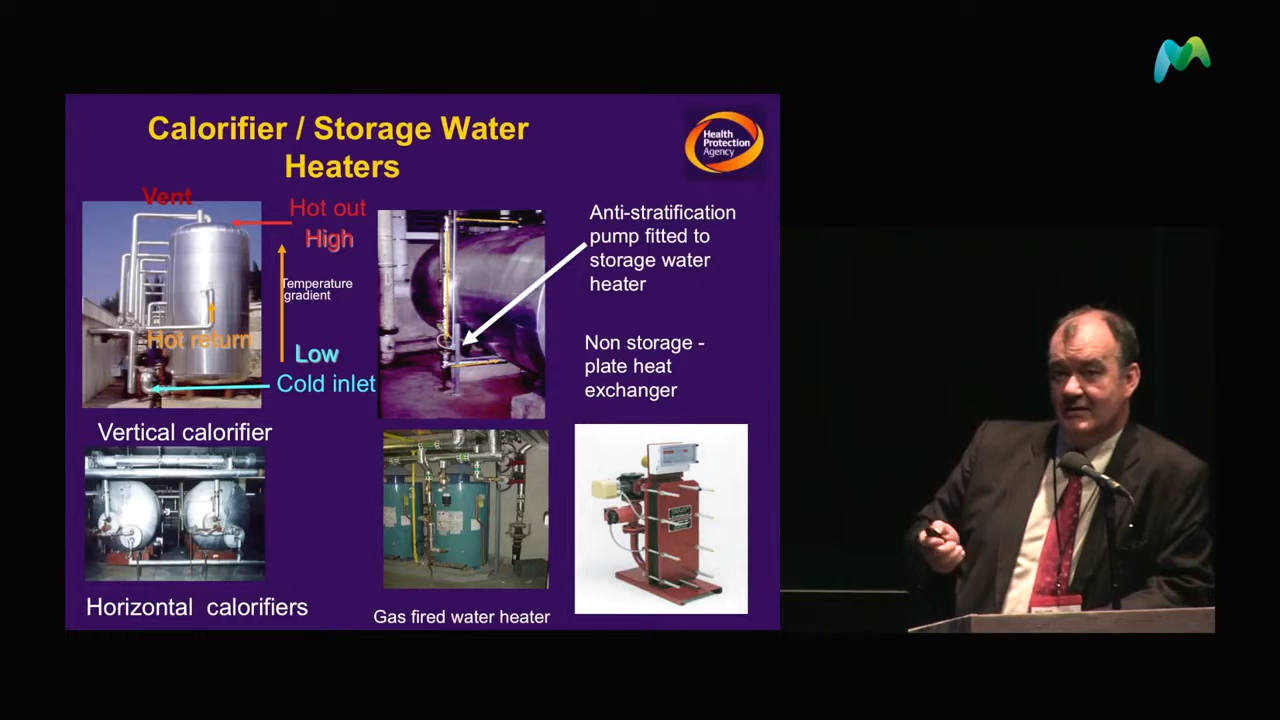 Calorifier / Storage Water
Heaters
Health
Protection
Agency
Vent
Hot out
High
Temperature
gradient
Hot return
Low
Cold inlet
Vertical calorifier
Horizontal calorifiers
Anti-stratification
pump fitted to
storage water
heater
Non storage -
plate heat
exchanger
Gas fired water heater